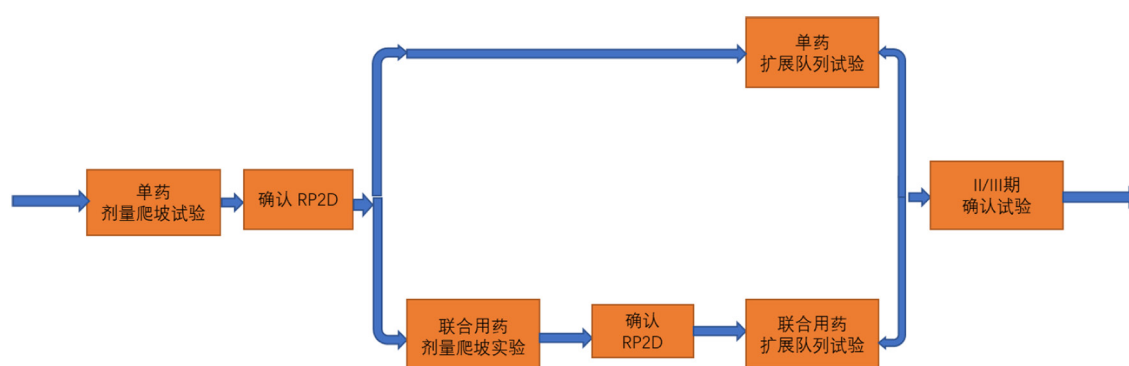 单药
剂量爬坡试验
确认 RP2D
单药
扩展队列试验
联合用药
剂量爬坡实验
确认
RP2D
联合用药
扩展队列试验
II/III期
确认试验